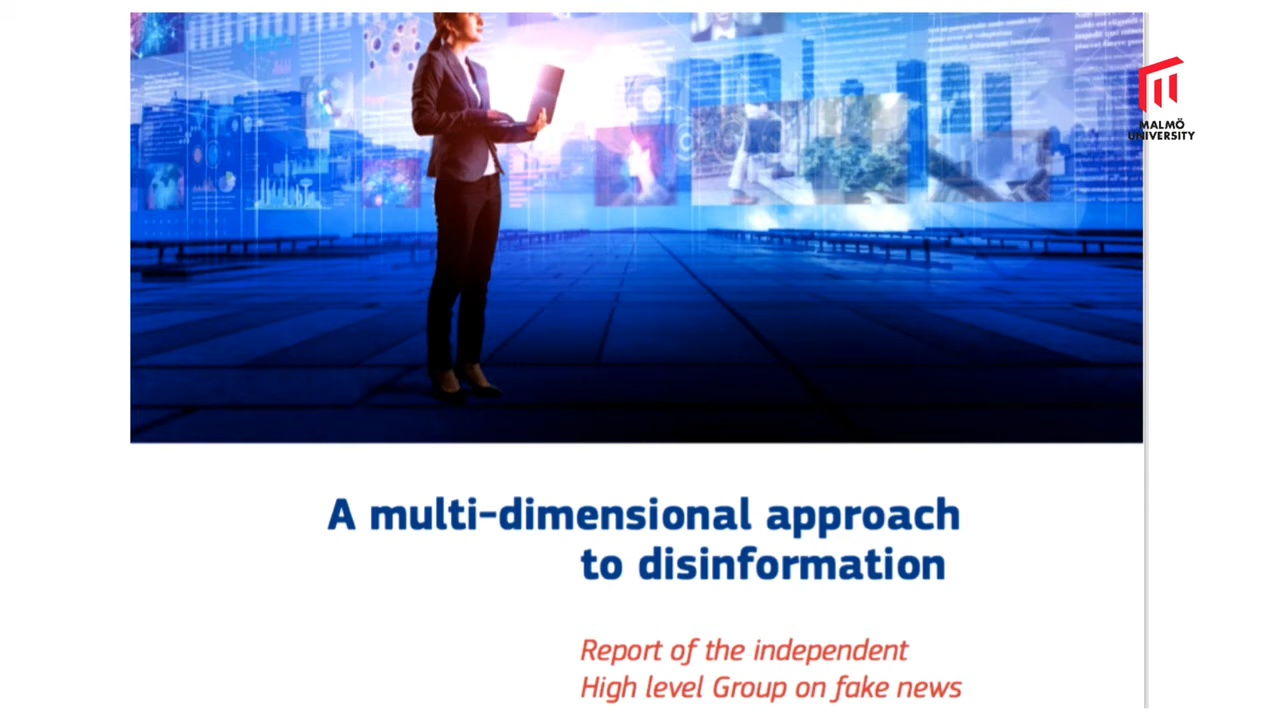 MALMÖ
UNIVERSITY
A multi-dimensional approach
to disinformation
Report of the independent
High level Group on fake news